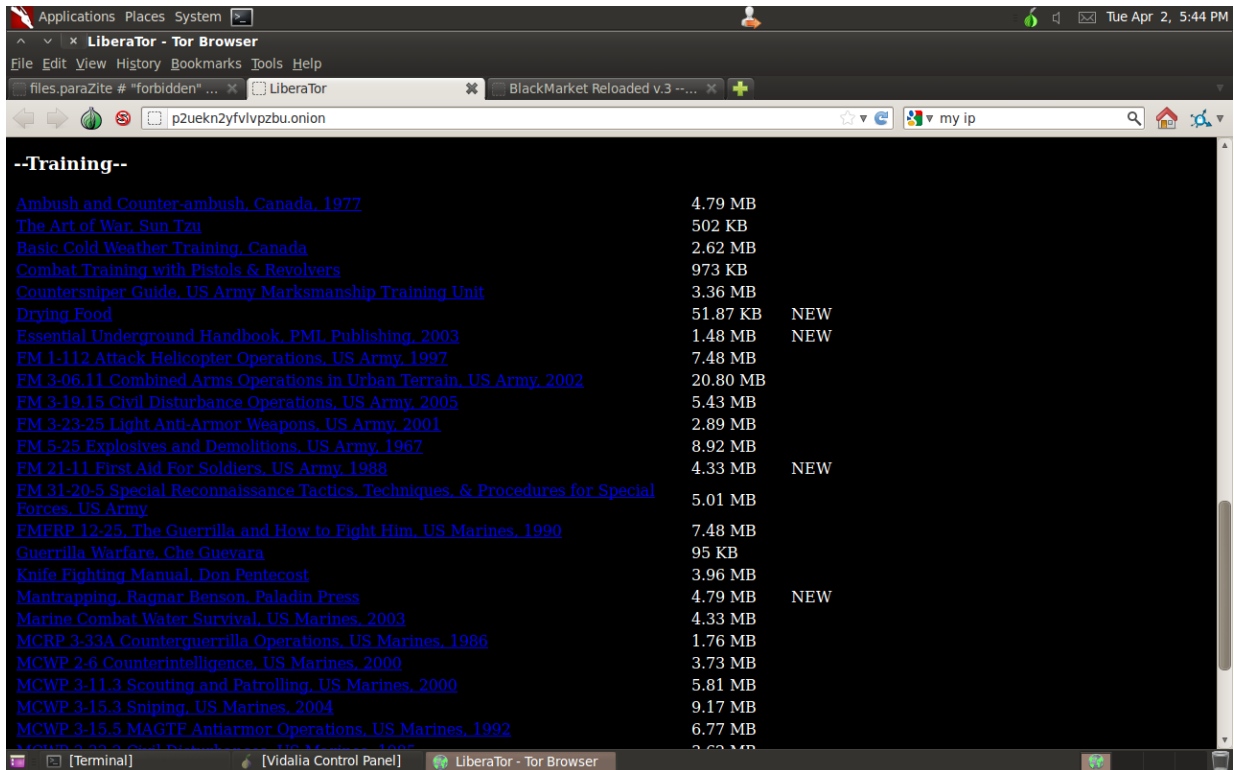 Applications Places System Tue Apr 2, 5:44 PM
LiberaTor - Tor Browser
File Edit View History Bookmarks Tools Help
files.paraZite # "forbidden" ... LiberaTor BlackMarket Reloaded v.3 --...
p2uekn2yfvlvpzbu.onion my ip
--Training--
Ambush and Counter-ambush, Canada, 1977 4.79 MB
The Art of War, Sun Tzu 502 KB
Basic Cold Weather Training, Canada 2.62 MB
Combat Training with Pistols & Revolvers 973 KB
Countersniper Guide, US Army Marksmanship Training Unit 3.36 MB
Drying Food 51.87 KB NEW
Essential Underground Handbook, PML Publishing, 2003 1.48 MB NEW
FM 1-112 Attack Helicopter Operations, US Army, 1997 7.48 MB
FM 3-06.11 Combined Arms Operations in Urban Terrain, US Army, 2002 20.80 MB
FM 3-19.15 Civil Disturbance Operations, US Army, 2005 5.43 MB
FM 3-23-25 Light Anti-Armor Weapons, US Army, 2001 2.89 MB
FM 5-25 Explosives and Demolitions, US Army, 1967 8.92 MB
FM 21-11 First Aid For Soldiers, US Army, 1988 4.33 MB NEW
FM 31-20-5 Special Reconnaissance Tactics, Techniques, & Procedures for Special
Forces, US Army 5.01 MB
FMFRP 12-25, The Guerrilla and How to Fight Him, US Marines, 1990 7.48 MB
Guerrilla Warfare, Che Guevara 95 KB
Knife Fighting Manual, Don Pentecost 3.96 MB
Mantrapping, Ragnar Benson, Paladin Press 4.79 MB NEW
Marine Combat Water Survival, US Marines, 2003 4.33 MB
MCRP 3-33A Counterguerrilla Operations, US Marines, 1986 1.76 MB
MCWP 2-6 Counterintelligence, US Marines, 2000 3.73 MB
MCWP 3-11.3 Scouting and Patrolling, US Marines, 2000 5.81 MB
MCWP 3-15.3 Sniping, US Marines, 2004 9.17 MB
MCWP 3-15.5 MAGTF Antiarmor Operations, US Marines, 1992 6.77 MB
[Terminal] [Vidalia Control Panel] LiberaTor - Tor Browser